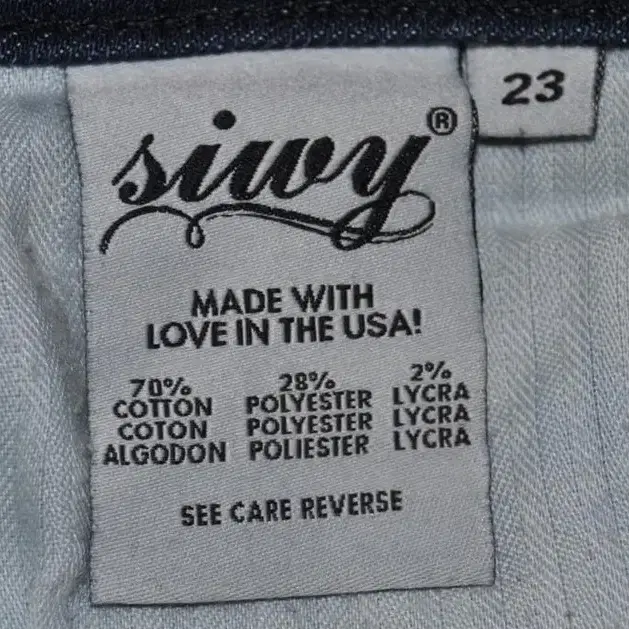 siwy®
23
MADE WITH
LOVE IN THE USA!
70% 28% 2%
COTTON POLYESTER LYCRA
COTON POLYESTER LYCRA
ALGODON POLIESTER LYCRA
SEE CARE REVERSE